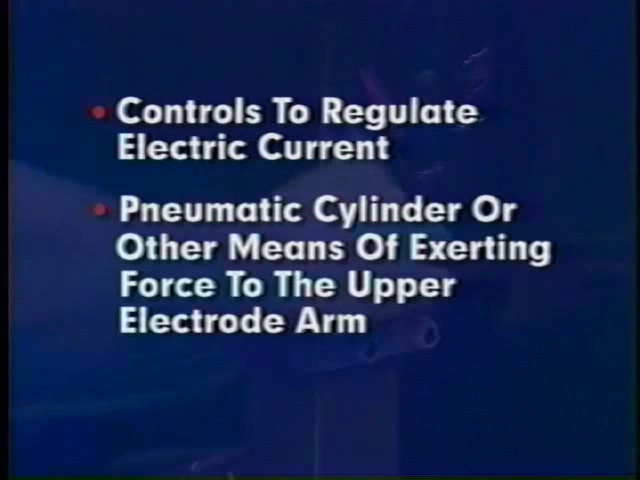 • Controls To Regulate
Electric Current
• Pneumatic Cylinder Or
Other Means Of Exerting
Force To The Upper
Electrode Arm